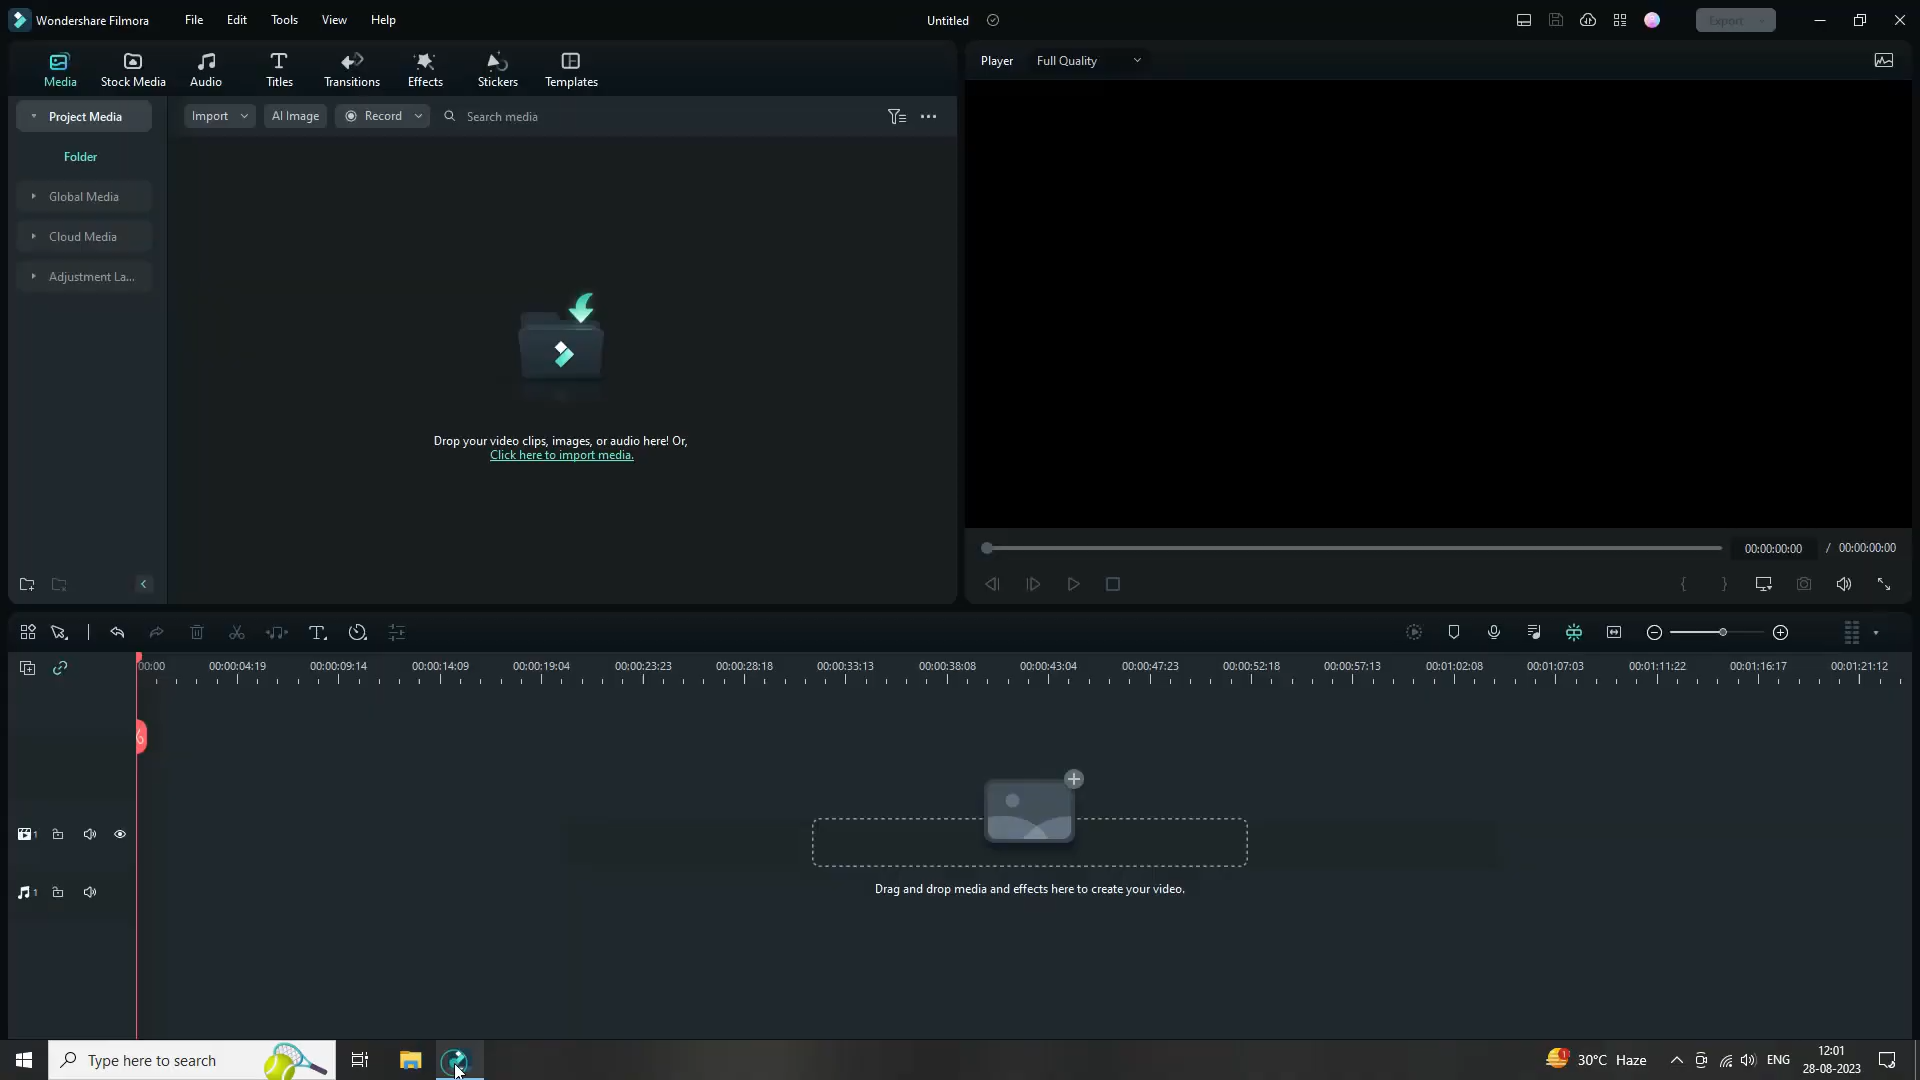 Wondershare Filmora
File
Edit
Tools
View
Help
Untitled
Export
Media
Stock Media
Audio
Titles
Transitions
Effects
Stickers
Templates
Player
Full Quality
Project Media
Import
AI Image
Record
Search media
Folder
Global Media
Cloud Media
Adjustment La...
Drop your video clips, images, or audio here! Or,
Click here to import media.
00:00:00:00 / 00:00:00:00
00:00
00:00:04:19
00:00:09:14
00:00:14:09
00:00:19:04
00:00:23:23
00:00:28:18
00:00:33:13
00:00:38:08
00:00:43:04
00:00:47:23
00:00:52:18
00:00:57:13
00:01:02:08
00:01:07:03
00:01:11:22
00:01:16:17
00:01:21:12
1
1
Drag and drop media and effects here to create your video.
Type here to search
30°C Haze
ENG
12:01
28-08-2023